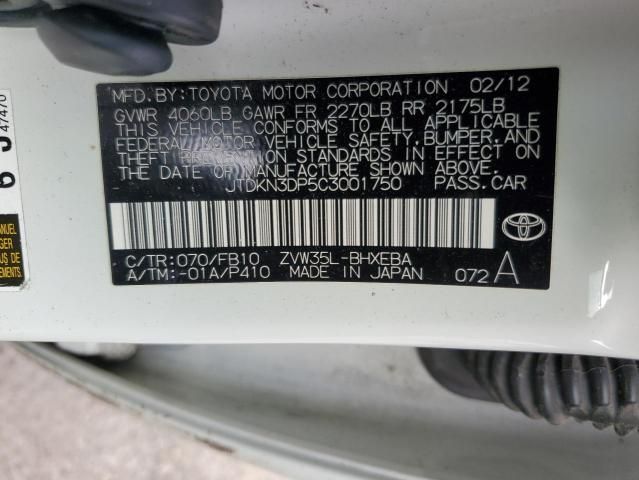 MFD. BY:TOYOTA MOTOR CORPORATION 02/12
GVWR 4060LB GAWR FR 2270LB RR 2175LB
THIS VEHICLE CONFORMS TO ALL APPLICABLE
FEDERAL MOTOR VEHICLE SAFETY,BUMPER,AND
THEFT PREVENTION STANDARDS IN EFFECT ON
THE DATE OF MANUFACTURE SHOWN ABOVE.
JTDKN3DP5C3001750 PASS.CAR
C/TR:070/FB10 ZVW35L-BHXEBA
A/TM:-01A/P410 MADE IN JAPAN 072 A
47470